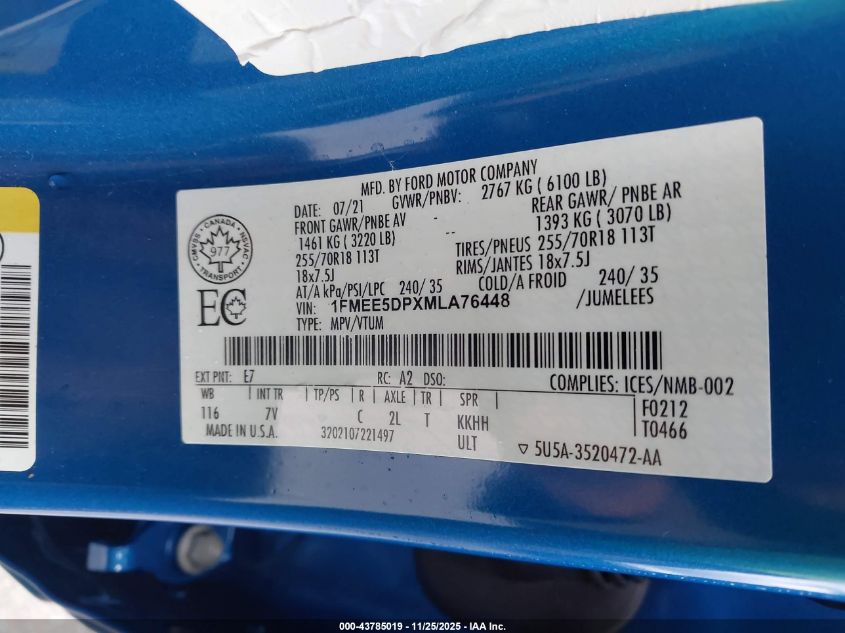 MFD. BY FORD MOTOR COMPANY
DATE: 07/21 GVWR/PNBV: 2767 KG ( 6100 LB)
FRONT GAWR/PNBE AV -- REAR GAWR/ PNBE AR
1461 KG ( 3220 LB) -- 1393 KG ( 3070 LB)
255/70R18 113T TIRES/PNEUS 255/70R18 113T
18x7.5J RIMS/JANTES 18x7.5J
AT/A kPa/PSI/LPC 240/ 35 COLD/A FROID 240/ 35
VIN: 1FMEE5DPXMLA76448 /JUMELEES
TYPE: MPV/VTUM
CANADA
CMVSS NSVAC
977
TRANSPORT
EC
EXT PNT: E7 RC: A2 DSO: COMPLIES: ICES/NMB-002
WB INT TR TP/PS R AXLE TR SPR F0212
116 7V C 2L T KKHH T0466
MADE IN U.S.A. 3202107221497 ULT ▽ 5U5A-3520472-AA
000-43785019 - 11/25/2025 - IAA Inc.